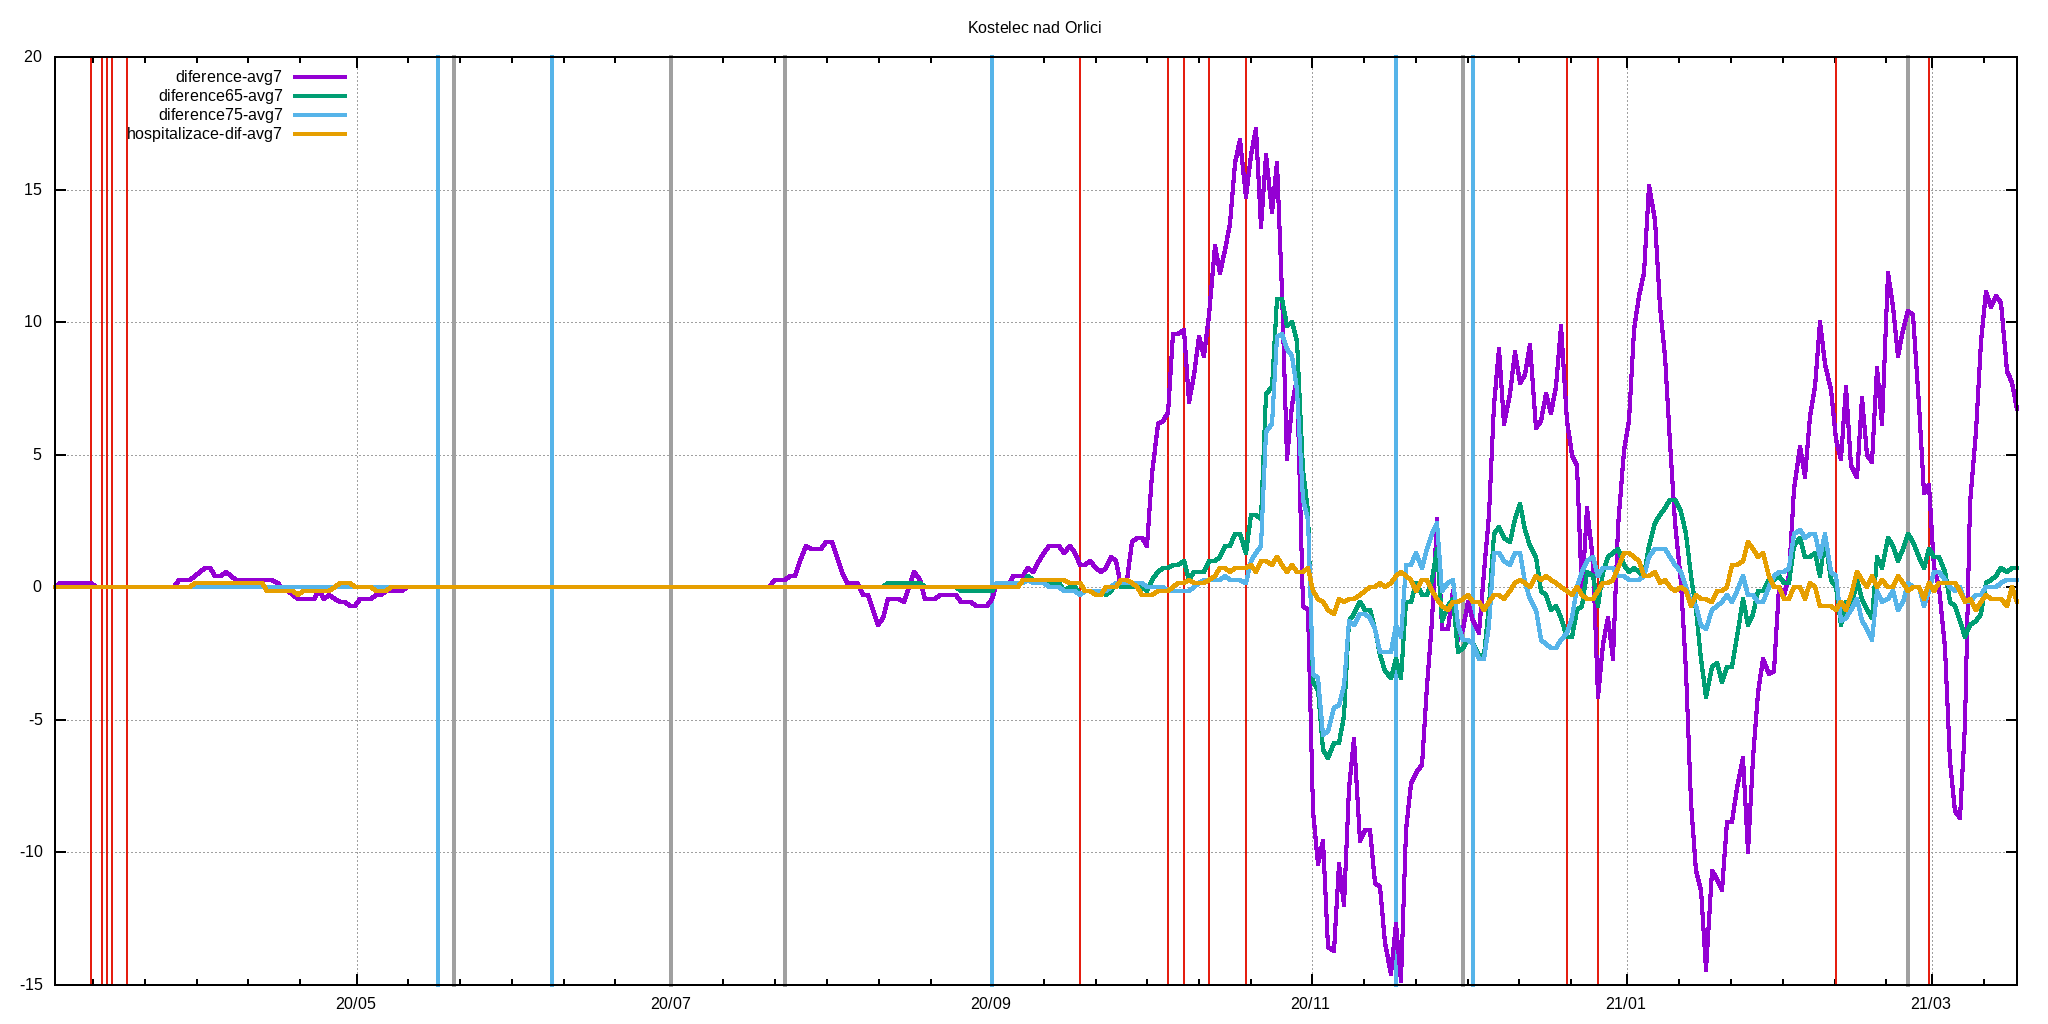 Kostelec nad Orlici
20
15
10
5
0
-5
-10
-15
diference-avg7
diference65-avg7
diference75-avg7
hospitalizace-dif-avg7
20/05
20/07
20/09
20/11
21/01
21/03